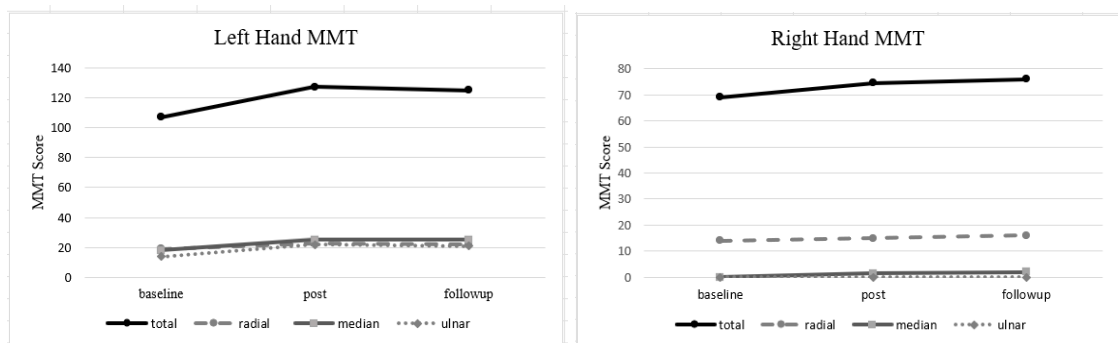 Left Hand MMT
140
120
100
80
60
40
20
0
MMT Score
baseline post followup
total radial median ulnar
Right Hand MMT
80
70
60
50
40
30
20
10
0
MMT Score
baseline post followup
total radial median ulnar